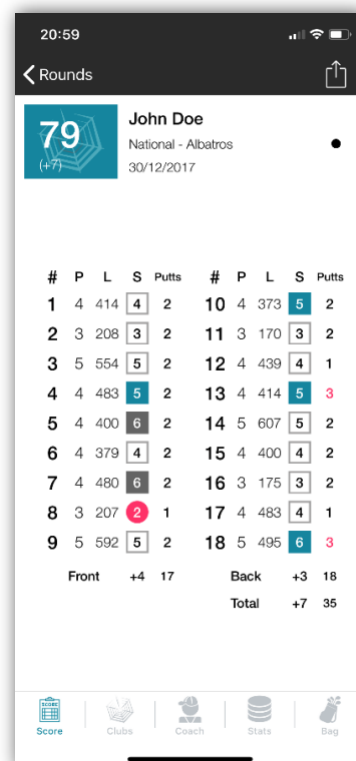 20:59
Rounds
79
(+7)
John Doe
National - Albatros
30/12/2017
# P L S Putts # P L S Putts
1 4 414 4 2 10 4 373 5 2
2 3 208 3 2 11 3 170 3 2
3 5 554 5 2 12 4 439 4 1
4 4 483 5 2 13 4 414 5 3
5 4 400 6 2 14 5 607 5 2
6 4 379 4 2 15 4 400 4 2
7 4 480 6 2 16 3 175 3 2
8 3 207 2 1 17 4 483 4 1
9 5 592 5 2 18 5 495 6 3
Front +4 17 Back +3 18
Total +7 35
SCORE
Score Clubs Coach Stats Bag